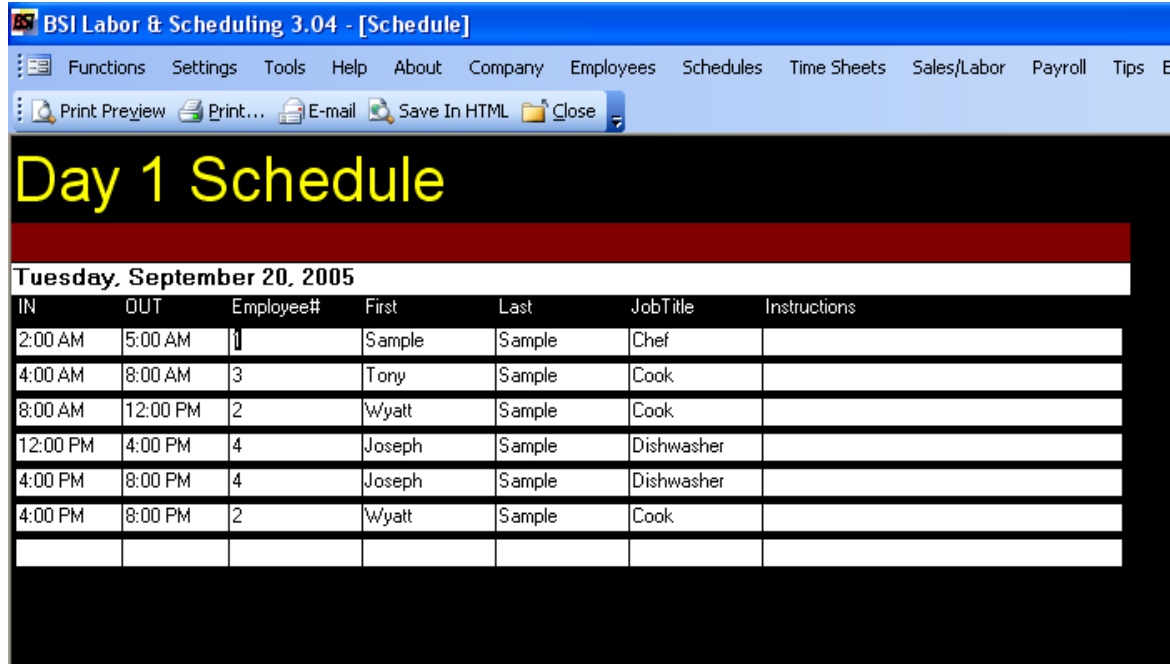 BSI BSI Labor & Scheduling 3.04 - [Schedule]
Functions Settings Tools Help About Company Employees Schedules Time Sheets Sales/Labor Payroll Tips
Print Preview Print... E-mail Save In HTML Close
Day 1 Schedule
Tuesday, September 20, 2005
IN OUT Employee# First Last JobTitle Instructions
2:00 AM 5:00 AM 1 Sample Sample Chef
4:00 AM 8:00 AM 3 Tony Sample Cook
8:00 AM 12:00 PM 2 Wyatt Sample Cook
12:00 PM 4:00 PM 4 Joseph Sample Dishwasher
4:00 PM 8:00 PM 4 Joseph Sample Dishwasher
4:00 PM 8:00 PM 2 Wyatt Sample Cook